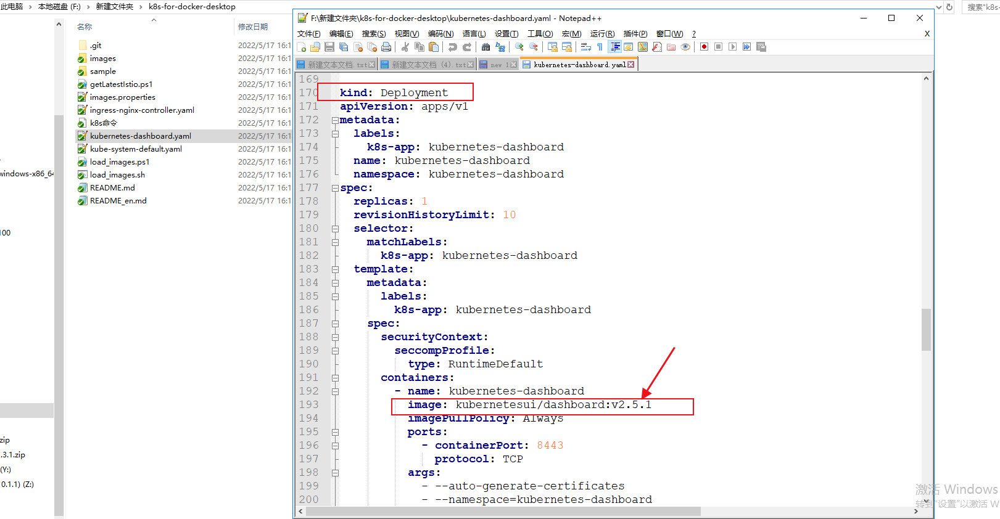 此电脑 › 本地磁盘 (F:) › 新建文件夹 › k8s-for-docker-desktop
搜索"k8s-
名称 修改日期
.git 2022/5/17 16:1
images 2022/5/17 16:1
sample 2022/5/17 16:1
getLatestIstio.ps1 2022/5/17 16:1
images.properties 2022/5/17 16:1
ingress-nginx-controller.yaml 2022/5/17 16:1
k8s命令 2022/5/17 16:1
kubernetes-dashboard.yaml 2022/5/17 16:1
kube-system-default.yaml 2022/5/17 16:1
load_images.ps1 2022/5/17 16:1
load_images.sh 2022/5/17 16:1
README.md 2022/5/17 16:1
README_en.md 2022/5/17 16:1
windows-x86_64
100
zip
.3.1.zip
(Y:)
0.1.1) (Z:)
F:\新建文件夹\k8s-for-docker-desktop\kubernetes-dashboard.yaml - Notepad++
文件(F) 编辑(E) 搜索(S) 视图(V) 编码(N) 语言(L) 设置(T) 工具(O) 宏(M) 运行(R) 插件(P) 窗口(W) ? X
新建文本文档.txt 新建文本文档 (4).txt new 1 kubernetes-dashboard.yaml
169
170 kind: Deployment
171 apiVersion: apps/v1
172 metadata:
173 labels:
174 k8s-app: kubernetes-dashboard
175 name: kubernetes-dashboard
176 namespace: kubernetes-dashboard
177 spec:
178 replicas: 1
179 revisionHistoryLimit: 10
180 selector:
181 matchLabels:
182 k8s-app: kubernetes-dashboard
183 template:
184 metadata:
185 labels:
186 k8s-app: kubernetes-dashboard
187 spec:
188 securityContext:
189 seccompProfile:
190 type: RuntimeDefault
191 containers:
192 - name: kubernetes-dashboard
193 image: kubernetesui/dashboard:v2.5.1
194 imagePullPolicy: Always
195 ports:
196 - containerPort: 8443
197 protocol: TCP
198 args:
199 - --auto-generate-certificates
200 - --namespace=kubernetes-dashboard
激活 Windows
转到"设置"以激活 W